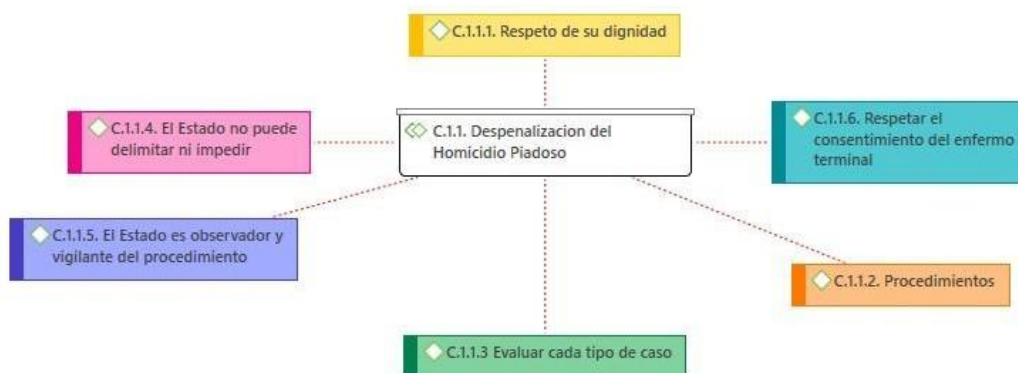 C.1.1.1. Respeto de su dignidad
C.1.1.4. El Estado no puede
delimitar ni impedir
C.1.1. Despenalizacion del
Homicidio Piadoso
C.1.1.6. Respetar el
consentimiento del enfermo
terminal
C.1.1.5. El Estado es observador y
vigilante del procedimiento
C.1.1.2. Procedimientos
C.1.1.3 Evaluar cada tipo de caso